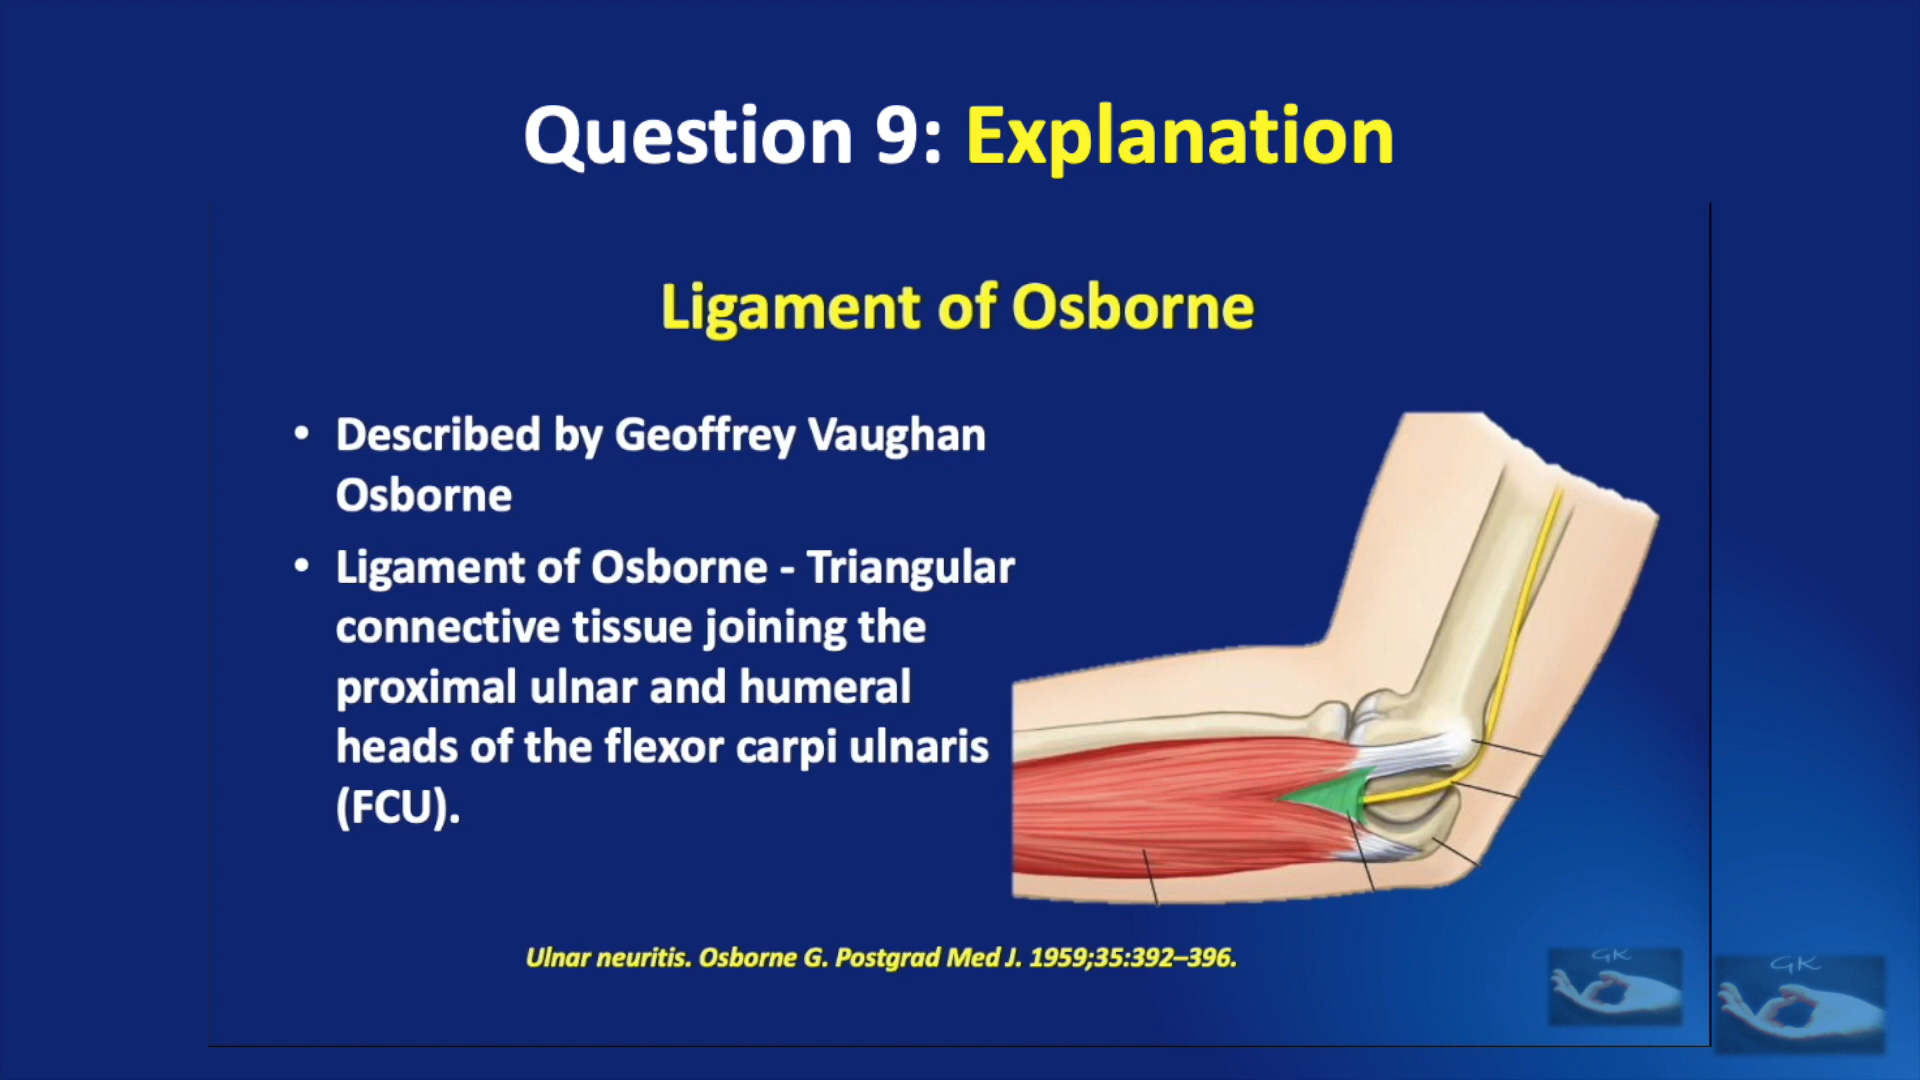 Question 9: Explanation
Ligament of Osborne
• Described by Geoffrey Vaughan
Osborne
• Ligament of Osborne - Triangular
connective tissue joining the
proximal ulnar and humeral
heads of the flexor carpi ulnaris
(FCU).
Ulnar neuritis. Osborne G. Postgrad Med J. 1959;35:392–396.
GK
GK